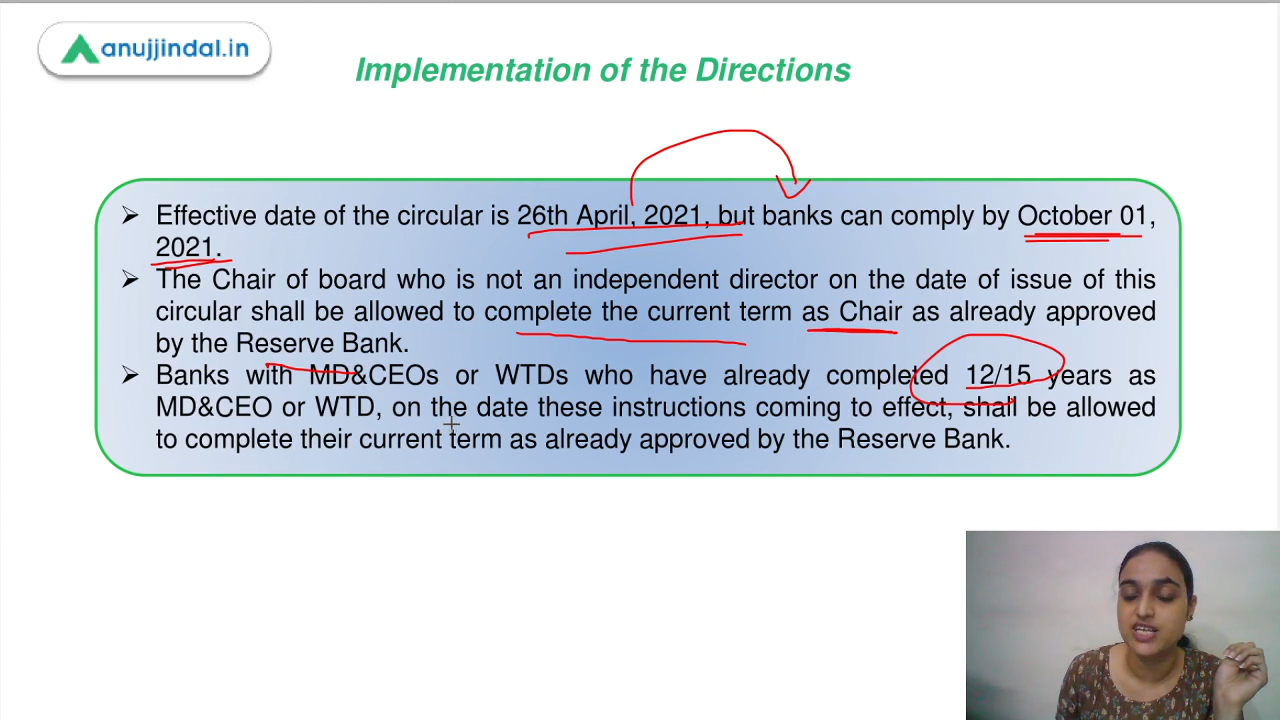 anujjindal.in
Implementation of the Directions
➢ Effective date of the circular is 26th April, 2021, but banks can comply by October 01,
2021.
➢ The Chair of board who is not an independent director on the date of issue of this
circular shall be allowed to complete the current term as Chair as already approved
by the Reserve Bank.
➢ Banks with MD&CEOs or WTDs who have already completed 12/15 years as
MD&CEO or WTD, on the date these instructions coming to effect, shall be allowed
to complete their current term as already approved by the Reserve Bank.